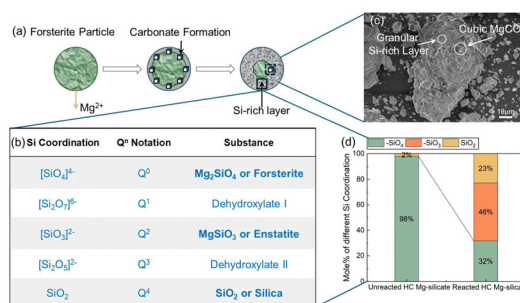 (a)
Forsterite Particle
Carbonate Formation
Mg²⁺
Si-rich layer
(c)
Granular
Si-rich Layer
Cubic MgCO
10μm
(b) Si Coordination Qⁿ Notation Substance
[SiO₄]⁴⁻ Q⁰ Mg₂SiO₄ or Forsterite
[Si₂O₇]⁶⁻ Q¹ Dehydroxylate I
[SiO₃]²⁻ Q² MgSiO₃ or Enstatite
[Si₂O₅]²⁻ Q³ Dehydroxylate II
SiO₂ Q⁴ SiO₂ or Silica
(d)
-SiO₄ -SiO₃ SiO₂
Mole% of different Si Coordination
100
80
60
40
20
0
2%
98%
23%
46%
32%
Unreacted HC Mg-silicate Reacted HC Mg-silica